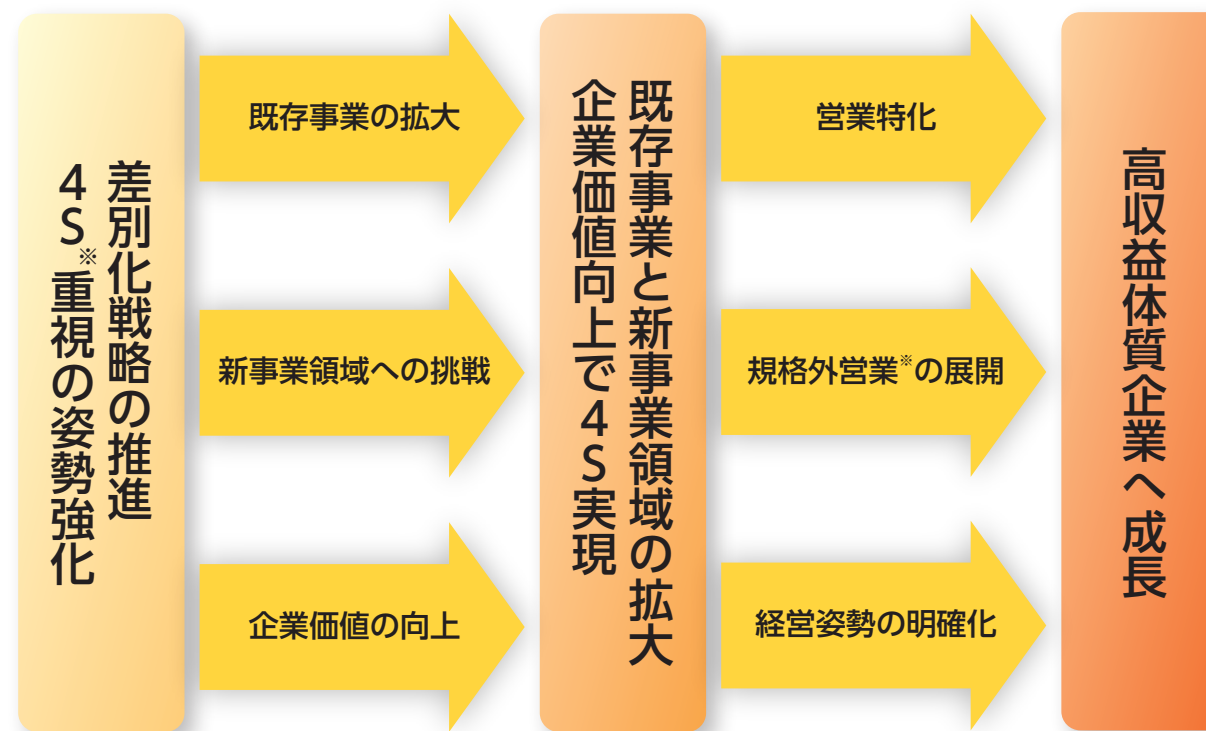 差別化戦略の推進
4S※重視の姿勢強化
既存事業の拡大
新事業領域への挑戦
企業価値の向上
既存事業と新事業領域の拡大
企業価値向上で4S実現
営業特化
規格外営業※の展開
経営姿勢の明確化
高収益体質企業へ成長